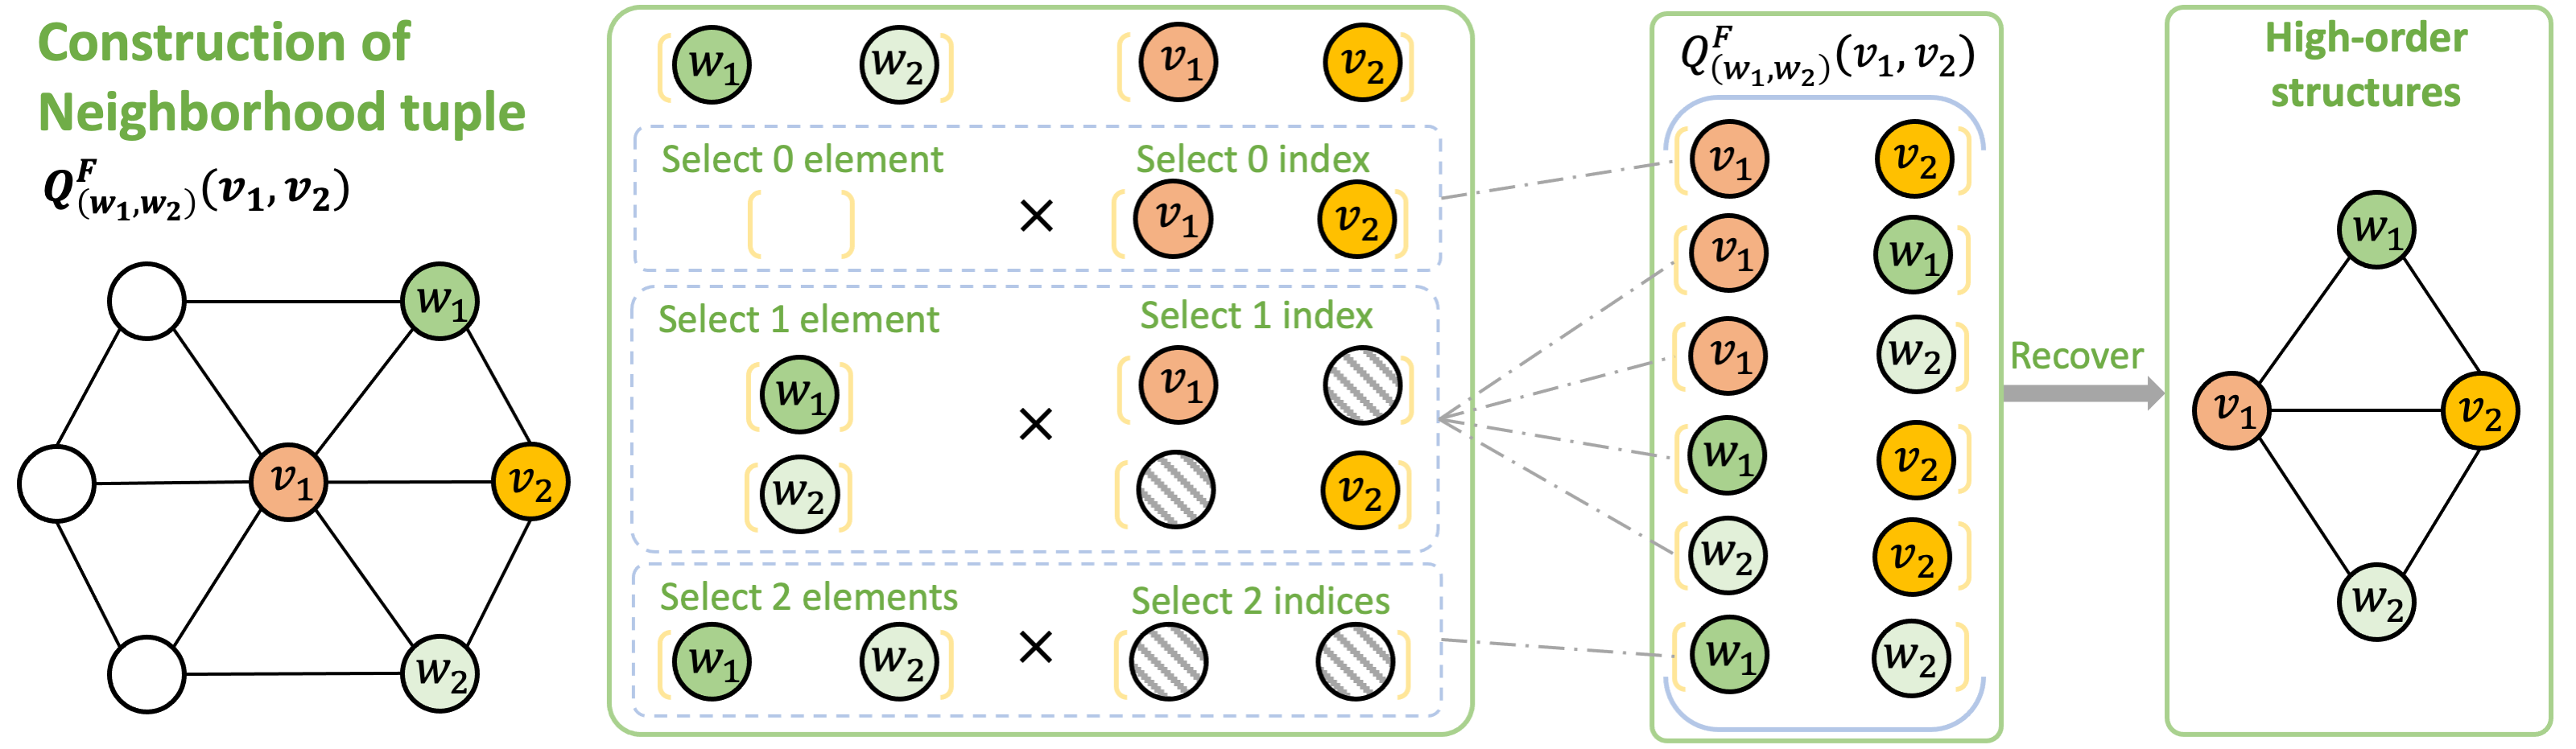 Construction of
Neighborhood tuple
Q^F_{(w_1,w_2)}(v_1,v_2)
w_1
v_1 v_2
w_2
w_1 w_2 v_1 v_2
Select 0 element Select 0 index
× v_1 v_2
Select 1 element Select 1 index
w_1 × v_1
w_2 v_2
Select 2 elements Select 2 indices
w_1 w_2 ×
Q^F_{(w_1,w_2)}(v_1,v_2)
v_1 v_2
v_1 w_1
v_1 w_2
w_1 v_2
w_2 v_2
w_1 w_2
Recover
High-order
structures
w_1
v_1 v_2
w_2